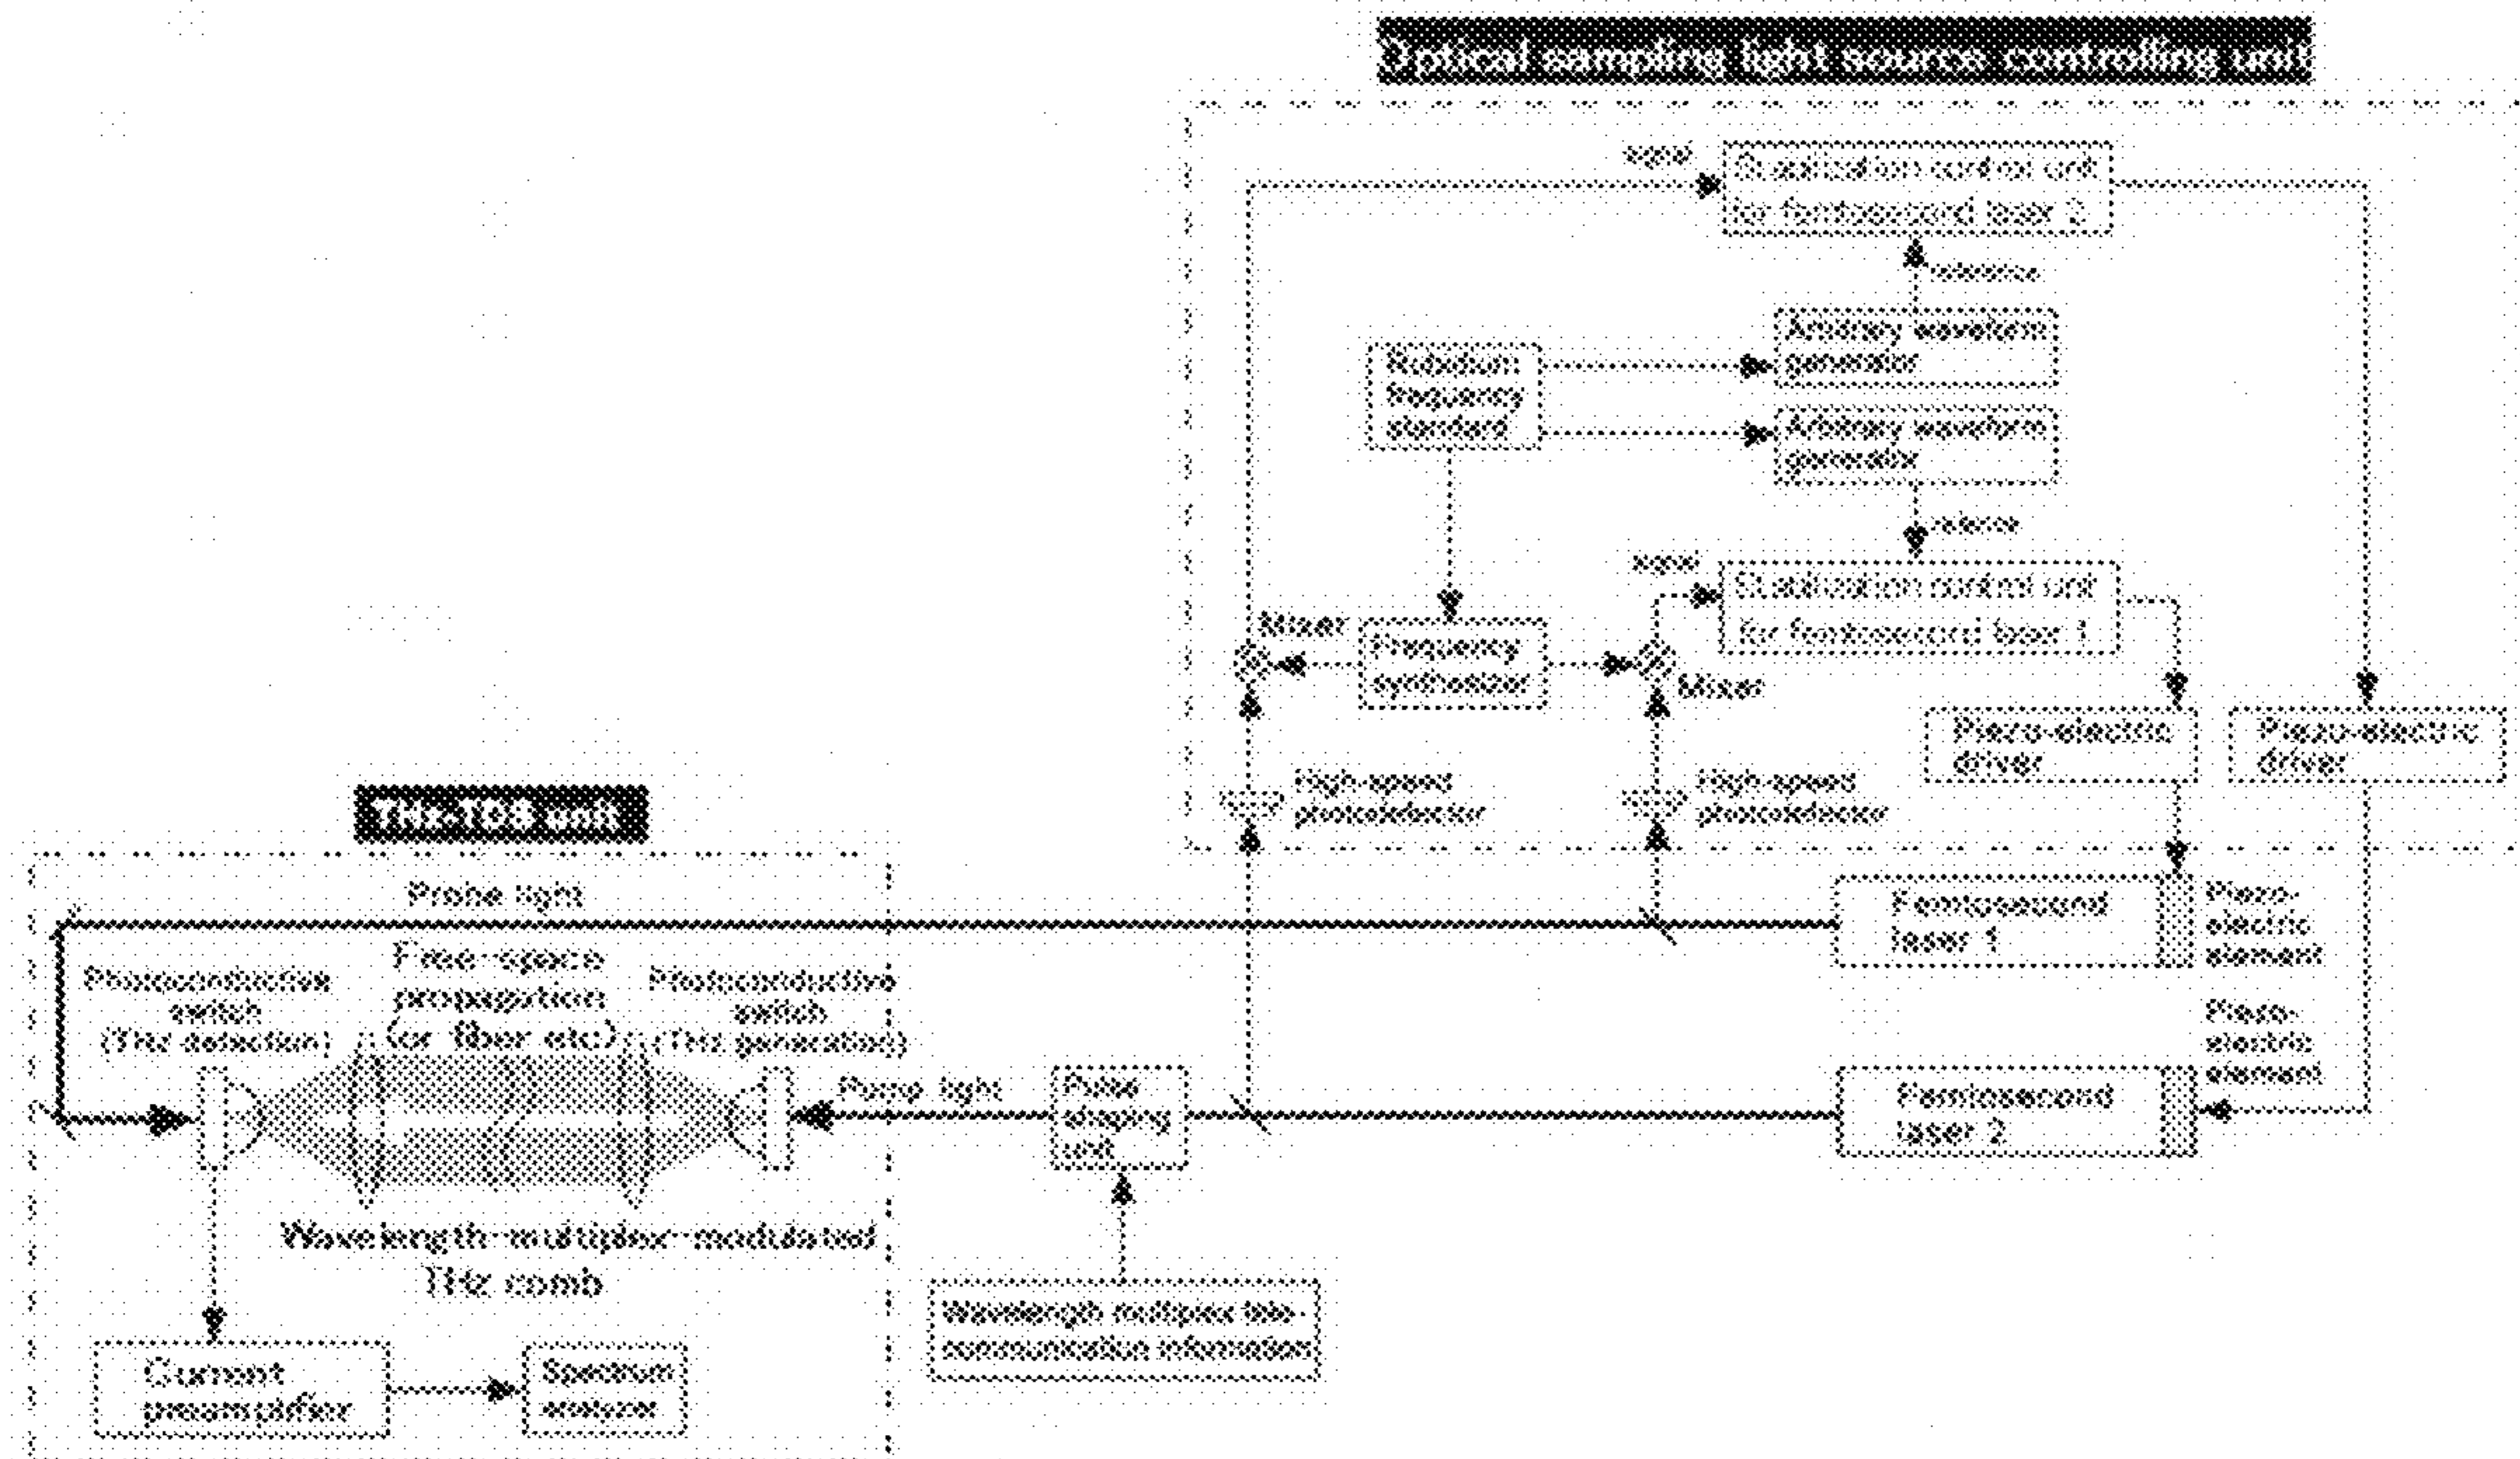 Optical sampling light source controlling unit
signal
Stabilization control unit
for femtosecond laser 2
reference
Arbitrary waveform
generator
Rubidium
frequency
standard
Arbitrary waveform
generator
reference
signal
Stabilization control unit
for femtosecond laser 1
Mixer
Frequency
synthesizer
Mixer
Piezo-electric
driver
Piezo-electric
driver
High-speed
photodetector
High-speed
photodetector
unit
Probe light
Femtosecond
laser 1
Piezo-
electric
element
Free-space
propagation
(or fiber etc)
Photoconductive
switch
(THz detection)
Photoconductive
switch
(THz generation)
Piezo-
electric
element
Pump light
Pulse
shaping
unit
Femtosecond
laser 2
Wavelength-multiplex-modulated
THz comb
Wavelength multiplex tele-
communication information
Current
preamplifier
Spectrum
analyzer